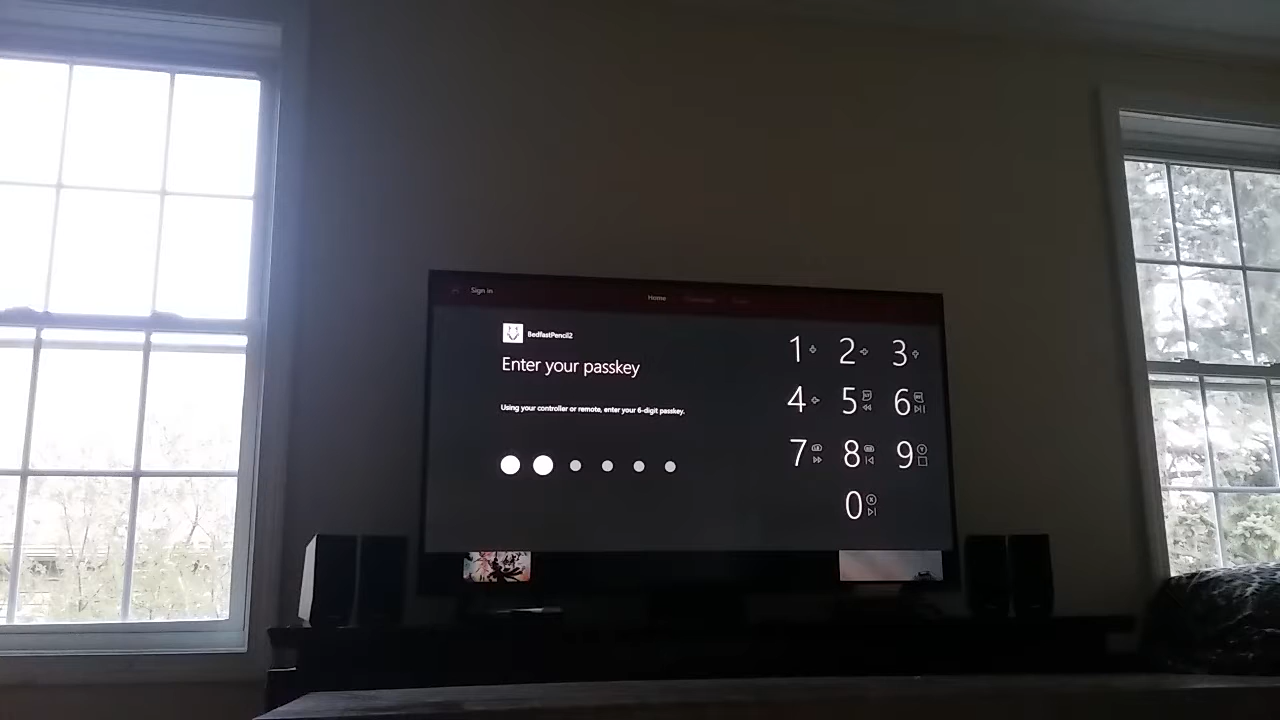 Sign in
Home
BedfastPencil2
Enter your passkey
Using your controller or remote, enter your 6-digit passkey.
1 2 3
4 5 6
7 8 9
0